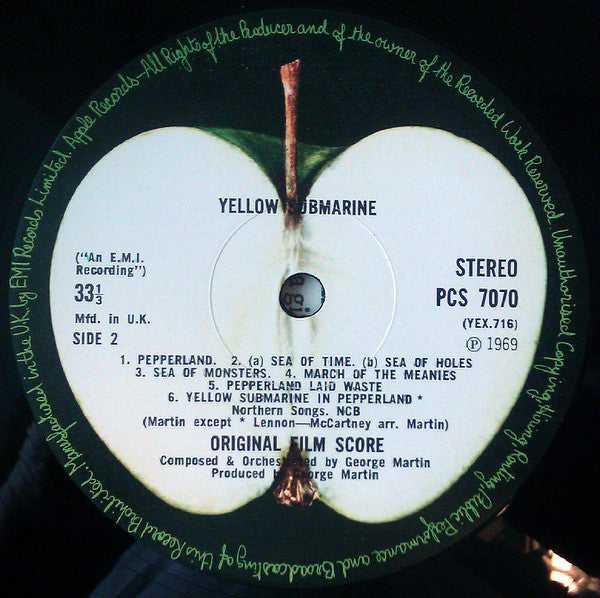 Manufactured in the U.K. by EMI Records Limited. Apple Records—All Rights of the Producer and of the owner of the Recorded Work Reserved. Unauthorised Copying, Hiring, Renting, Public Performance and Broadcasting of this Record Prohibited.
YELLOW SUBMARINE
("An E.M.I.
Recording")
33⅓
Mfd. in U.K.
SIDE 2
STEREO
PCS 7070
(YEX.716)
Ⓟ 1969
1. PEPPERLAND. 2. (a) SEA OF TIME. (b) SEA OF HOLES
3. SEA OF MONSTERS. 4. MARCH OF THE MEANIES
5. PEPPERLAND LAID WASTE
6. YELLOW SUBMARINE IN PEPPERLAND *
Northern Songs. NCB
(Martin except * Lennon—McCartney arr. Martin)
ORIGINAL FILM SCORE
Composed & Orchestrated by George Martin
Produced by George Martin